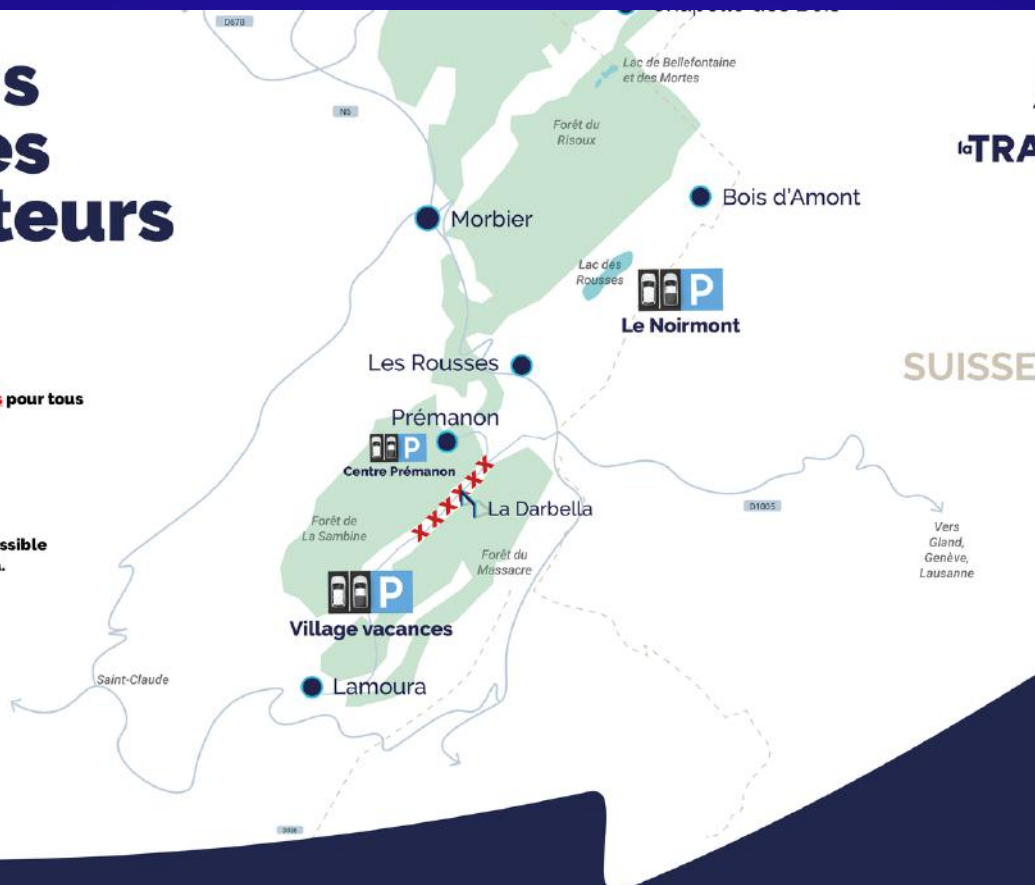 D678
Lac de Bellefontaine
et des Mortes
N5
Forêt du
Risoux
s
es
teurs
laTRA
Bois d'Amont
Morbier
Lac des
Rousses
P
Le Noirmont
Les Rousses
SUISSE
pour tous
Prémanon
P
Centre Prémanon
La Darbella
D1005
Forêt de
La Sambine
Vers
Gland,
Genève,
Lausanne
ssible
Forêt du
Massacre
P
Village vacances
Saint-Claude
Lamoura